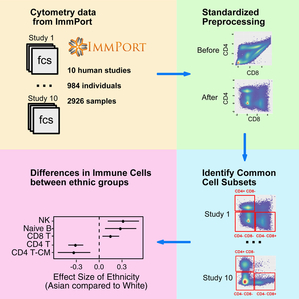 Cytometry data
from ImmPort
Study 1
fcs
IMMPORT
10 human studies
984 individuals
2926 samples
Study 10
fcs
Standardized
Preprocessing
Before
CD4
CD8
After
CD4
CD8
Differences in Immune Cells
between ethnic groups
NK
Naive B
CD8 T
CD4 T
CD4 T-CM
-0.3
0
0.3
Effect Size of Ethnicity
(Asian compared to White)
Identify Common
Cell Subsets
CD4+ CD8-
Study 1
CD4- CD8+
Study 10
CD4+ CD8-
CD4- CD8- CD4- CD8+